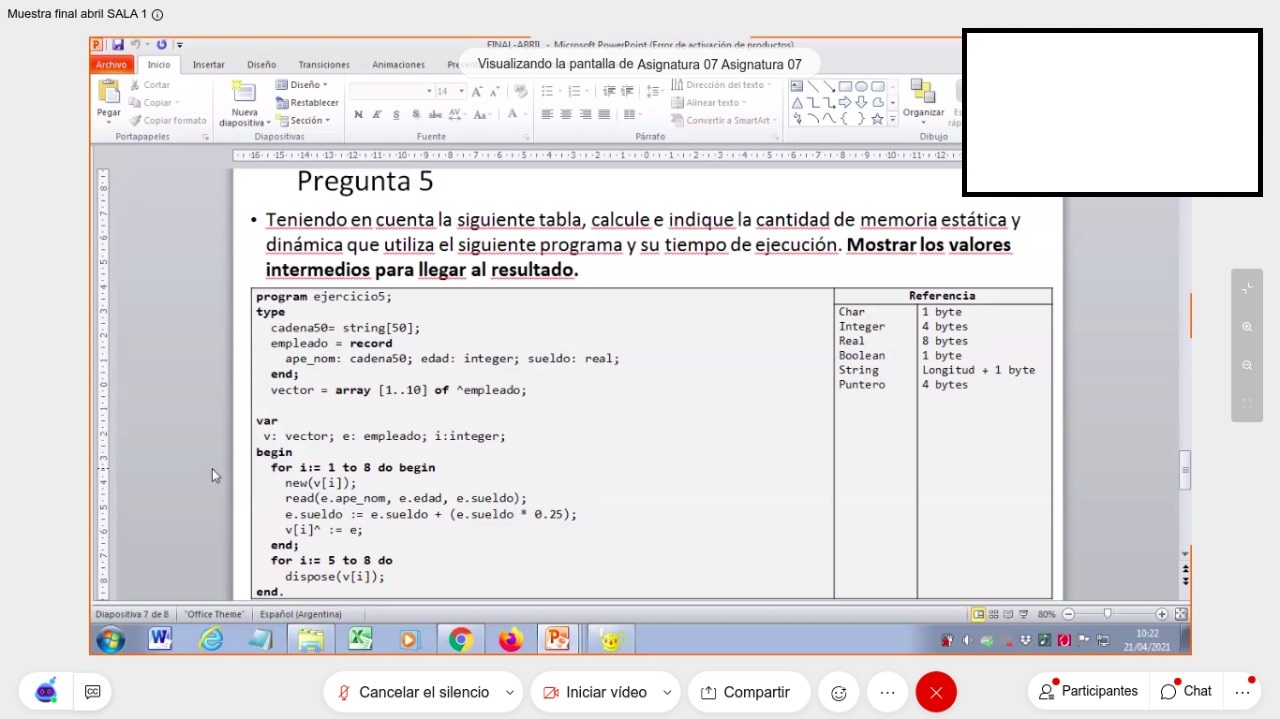 Muestra final abril SALA 1
FINAL-ABRIL - Microsoft PowerPoint (Error de activación de productos)
Visualizando la pantalla de Asignatura 07 Asignatura 07
Archivo Inicio Insertar Diseño Transiciones Animaciones
Cortar
Copiar
Copiar formato
Pegar
Portapapeles
Nueva
diapositiva
Diseño
Restablecer
Sección
Diapositivas
14
N K S S abc AV Aa A
Fuente
Dirección del texto
Alinear texto
Convertir a SmartArt
Párrafo
Organizar
Dibujo
Pregunta 5
• Teniendo en cuenta la siguiente tabla, calcule e indique la cantidad de memoria estática y
dinámica que utiliza el siguiente programa y su tiempo de ejecución. Mostrar los valores
intermedios para llegar al resultado.
program ejercicio5;
type
cadena50= string[50];
empleado = record
ape_nom: cadena50; edad: integer; sueldo: real;
end;
vector = array [1..10] of ^empleado;
var
v: vector; e: empleado; i:integer;
begin
for i:= 1 to 8 do begin
new(v[i]);
read(e.ape_nom, e.edad, e.sueldo);
e.sueldo := e.sueldo + (e.sueldo * 0.25);
v[i]^ := e;
end;
for i:= 5 to 8 do
dispose(v[i]);
end.
Referencia
Char 1 byte
Integer 4 bytes
Real 8 bytes
Boolean 1 byte
String Longitud + 1 byte
Puntero 4 bytes
Diapositiva 7 de 8 "Office Theme" Español (Argentina) 80%
10:22
21/04/2021
Cancelar el silencio Iniciar vídeo Compartir Participantes Chat